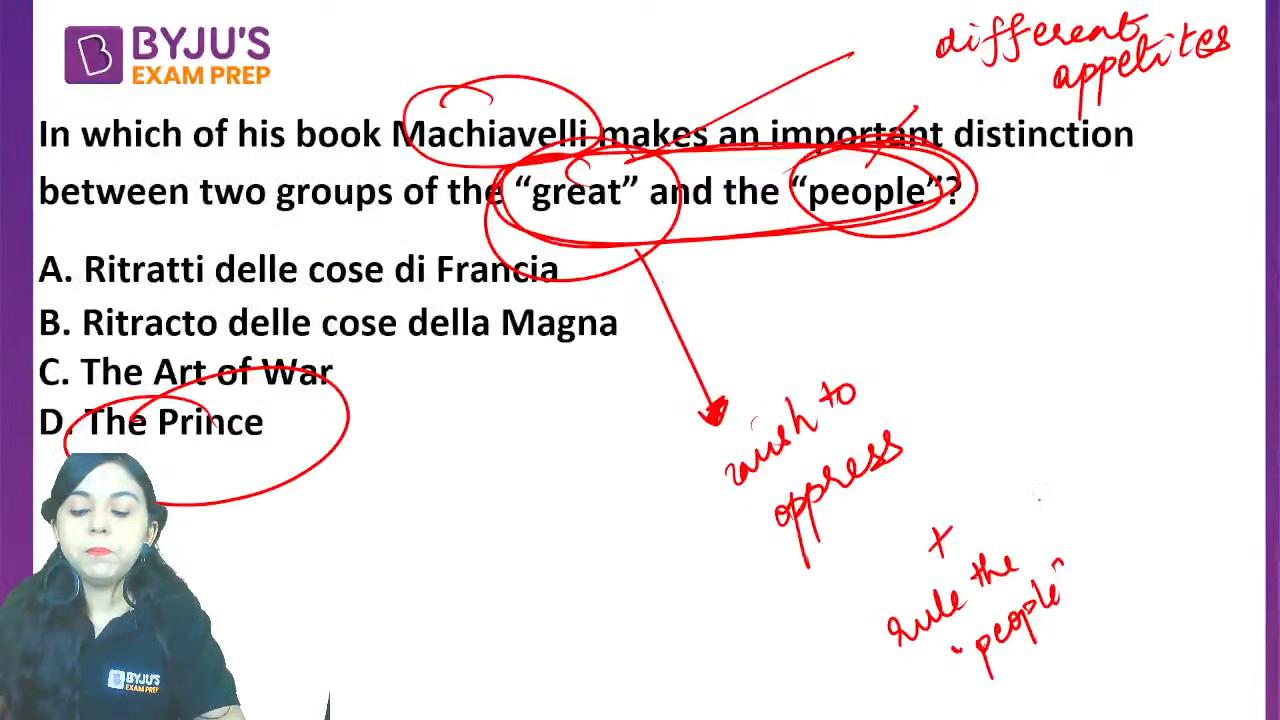 BYJU'S
EXAM PREP
different
appetites
In which of his book Machiavelli makes an important distinction
between two groups of the “great” and the “people”?
A. Ritratti delle cose di Francia
B. Ritracto delle cose della Magna
C. The Art of War
D. The Prince
wish to
oppress
+
rule the
"people"
BYJU'S
EXAM PREP